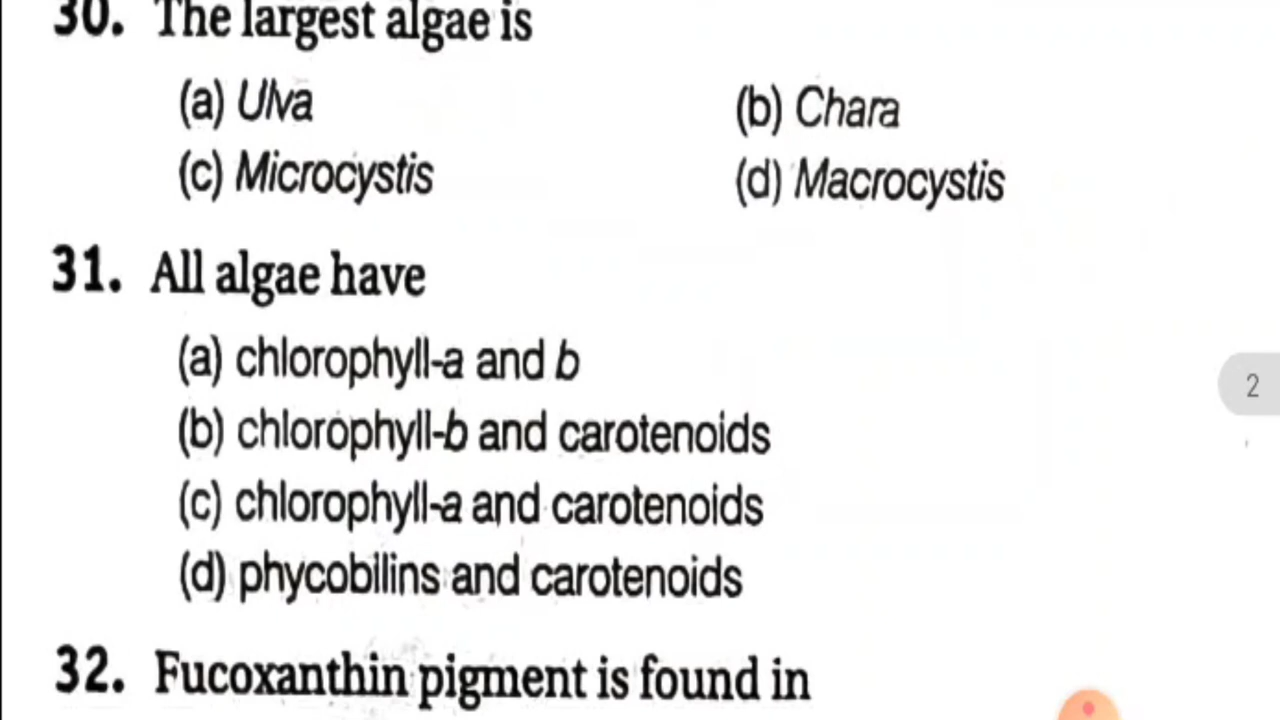 30. The largest algae is
(a) Ulva
(b) Chara
(c) Microcystis
(d) Macrocystis
31. All algae have
(a) chlorophyll-a and b
(b) chlorophyll-b and carotenoids
(c) chlorophyll-a and carotenoids
(d) phycobilins and carotenoids
2
32. Fucoxanthin pigment is found in